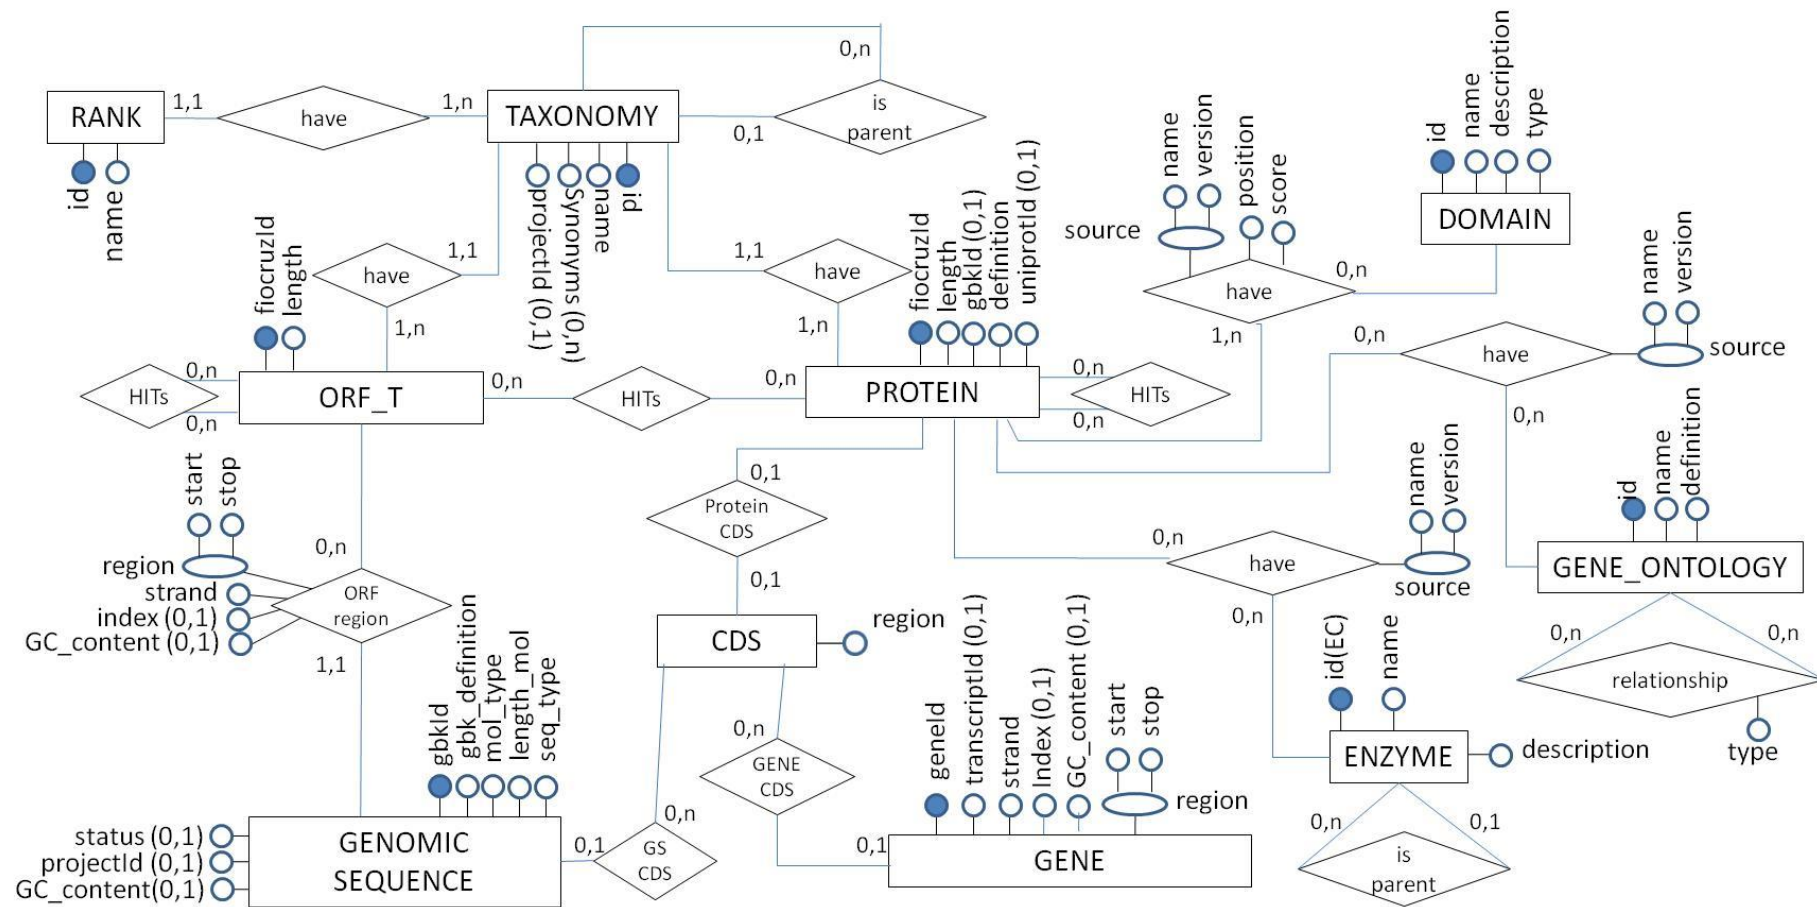 0,n
RANK
1,1
have
1,n
TAXONOMY
0,1
is
parent
id
name
projectId (0,1)
Synonyms (0,n)
name
id
have
1,1
1,n
fiocruzId
length
1,1
have
1,n
fiocruzId
length
gbkId (0,1)
definition
uniprotId (0,1)
source
name
version
position
score
have
0,n
1,n
id
name
description
type
DOMAIN
0,n
have
name
version
source
0,n
HITs
0,n
0,n
ORF_T
0,n
HITs
0,n
PROTEIN
0,n
HITs
0,n
start
stop
region
strand
index (0,1)
GC_content (0,1)
0,n
ORF
region
1,1
0,1
Protein
CDS
0,1
CDS
region
0,n
have
name
version
source
0,n
id
name
definition
GENE_ONTOLOGY
0,n
0,n
relationship
type
gbkId
gbk_definition
mol_type
length_mol
seq_type
status (0,1)
projectId (0,1)
GC_content(0,1)
GENOMIC
SEQUENCE
0,1
GS
CDS
0,n
0,n
GENE
CDS
0,1
geneId
transcriptId (0,1)
strand
Index (0,1)
GC_content (0,1)
start
stop
region
GENE
id(EC)
name
ENZYME
description
0,n
0,1
is
parent